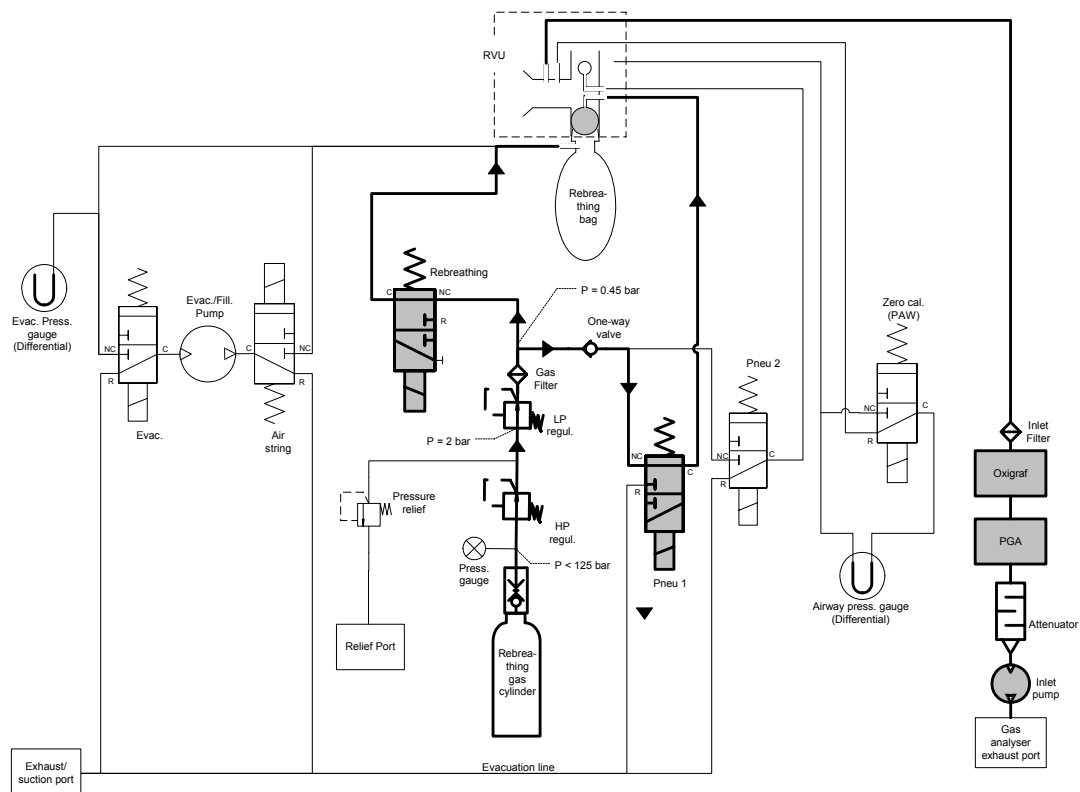 RVU
Rebrea-
thing
bag
Rebreathing
C
NC
R
P = 0.45 bar
One-way
valve
Gas
Filter
LP
regul.
P = 2 bar
Evac. Press.
gauge
(Differential)
Evac./Fill.
Pump
NC
C
R
C
NC
R
Evac.
Air
string
Pressure
relief
HP
regul.
Press.
gauge
P < 125 bar
Relief Port
Rebrea-
thing
gas
cylinder
NC
R
C
Pneu 1
Pneu 2
NC
R
C
Zero cal.
(PAW)
C
NC
R
Airway press. gauge
(Differential)
Inlet
Filter
Oxigraf
PGA
Attenuator
Inlet
pump
Gas
analyser
exhaust port
Exhaust/
suction port
Evacuation line